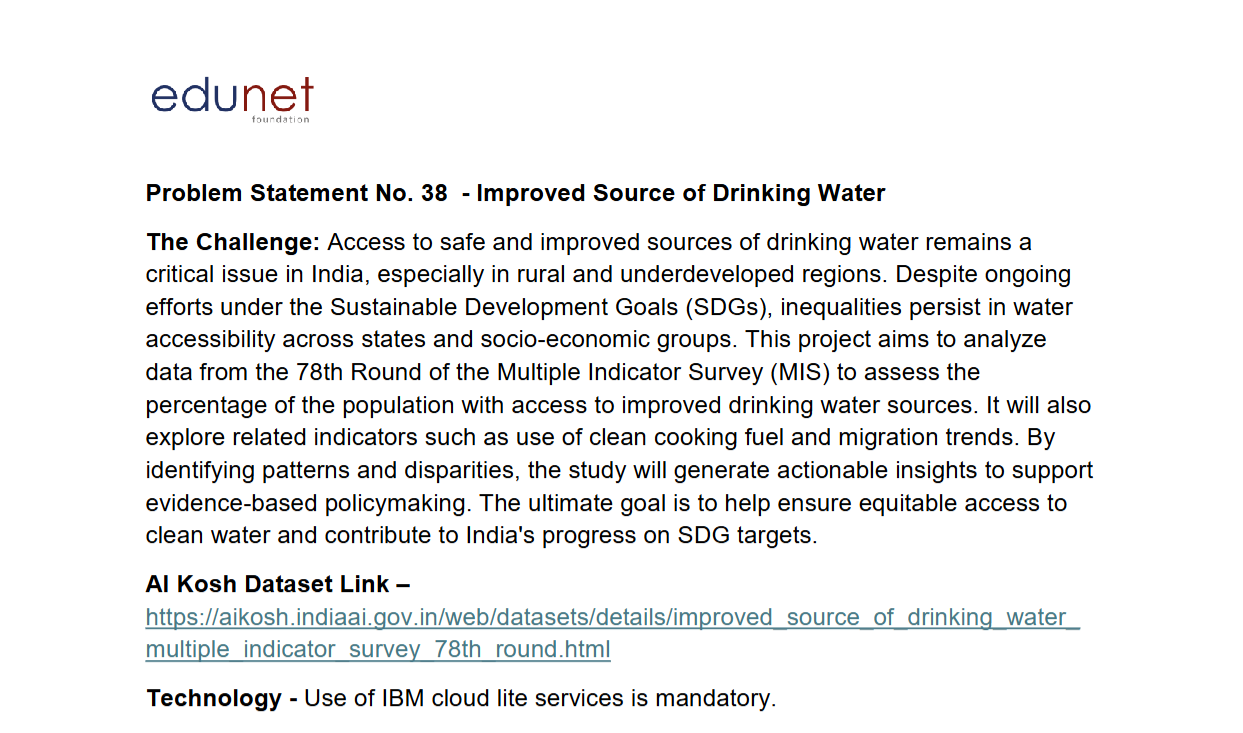 edunet
foundation
Problem Statement No. 38  - Improved Source of Drinking Water
The Challenge: Access to safe and improved sources of drinking water remains a
critical issue in India, especially in rural and underdeveloped regions. Despite ongoing
efforts under the Sustainable Development Goals (SDGs), inequalities persist in water
accessibility across states and socio-economic groups. This project aims to analyze
data from the 78th Round of the Multiple Indicator Survey (MIS) to assess the
percentage of the population with access to improved drinking water sources. It will also
explore related indicators such as use of clean cooking fuel and migration trends. By
identifying patterns and disparities, the study will generate actionable insights to support
evidence-based policymaking. The ultimate goal is to help ensure equitable access to
clean water and contribute to India's progress on SDG targets.
AI Kosh Dataset Link –
https://aikosh.indiaai.gov.in/web/datasets/details/improved_source_of_drinking_water_
multiple_indicator_survey_78th_round.html
Technology - Use of IBM cloud lite services is mandatory.